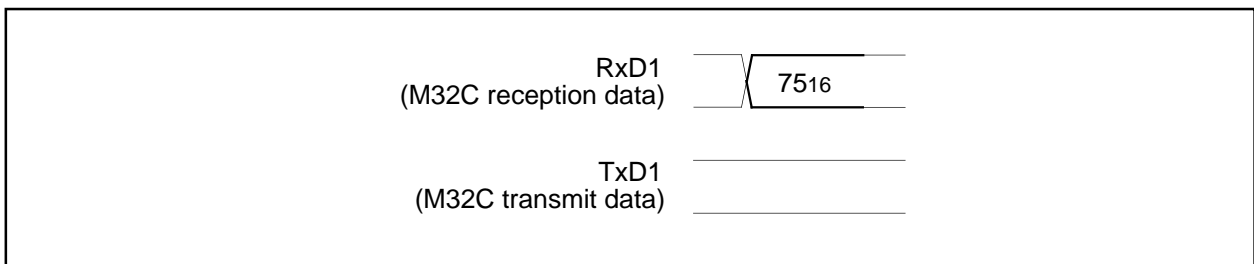 RxD1
(M32C reception data)
7516
TxD1
(M32C transmit data)